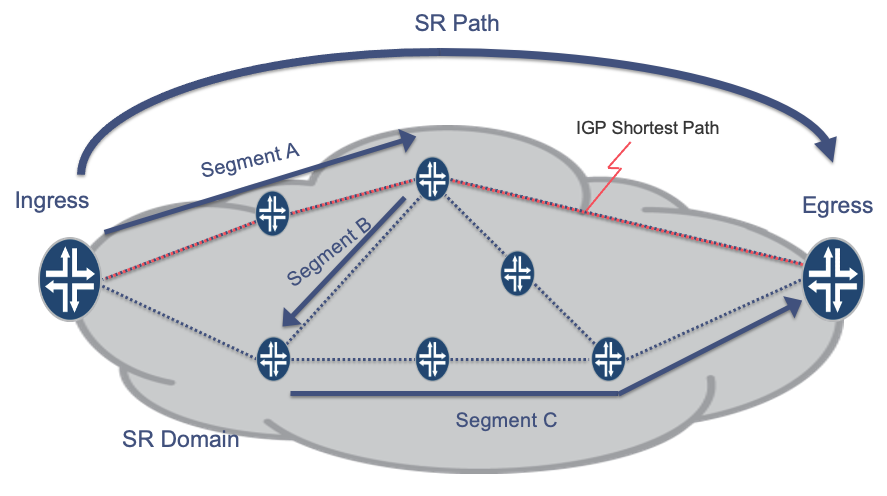 SR Path
IGP Shortest Path
Segment A
Ingress
Egress
Segment B
Segment C
SR Domain